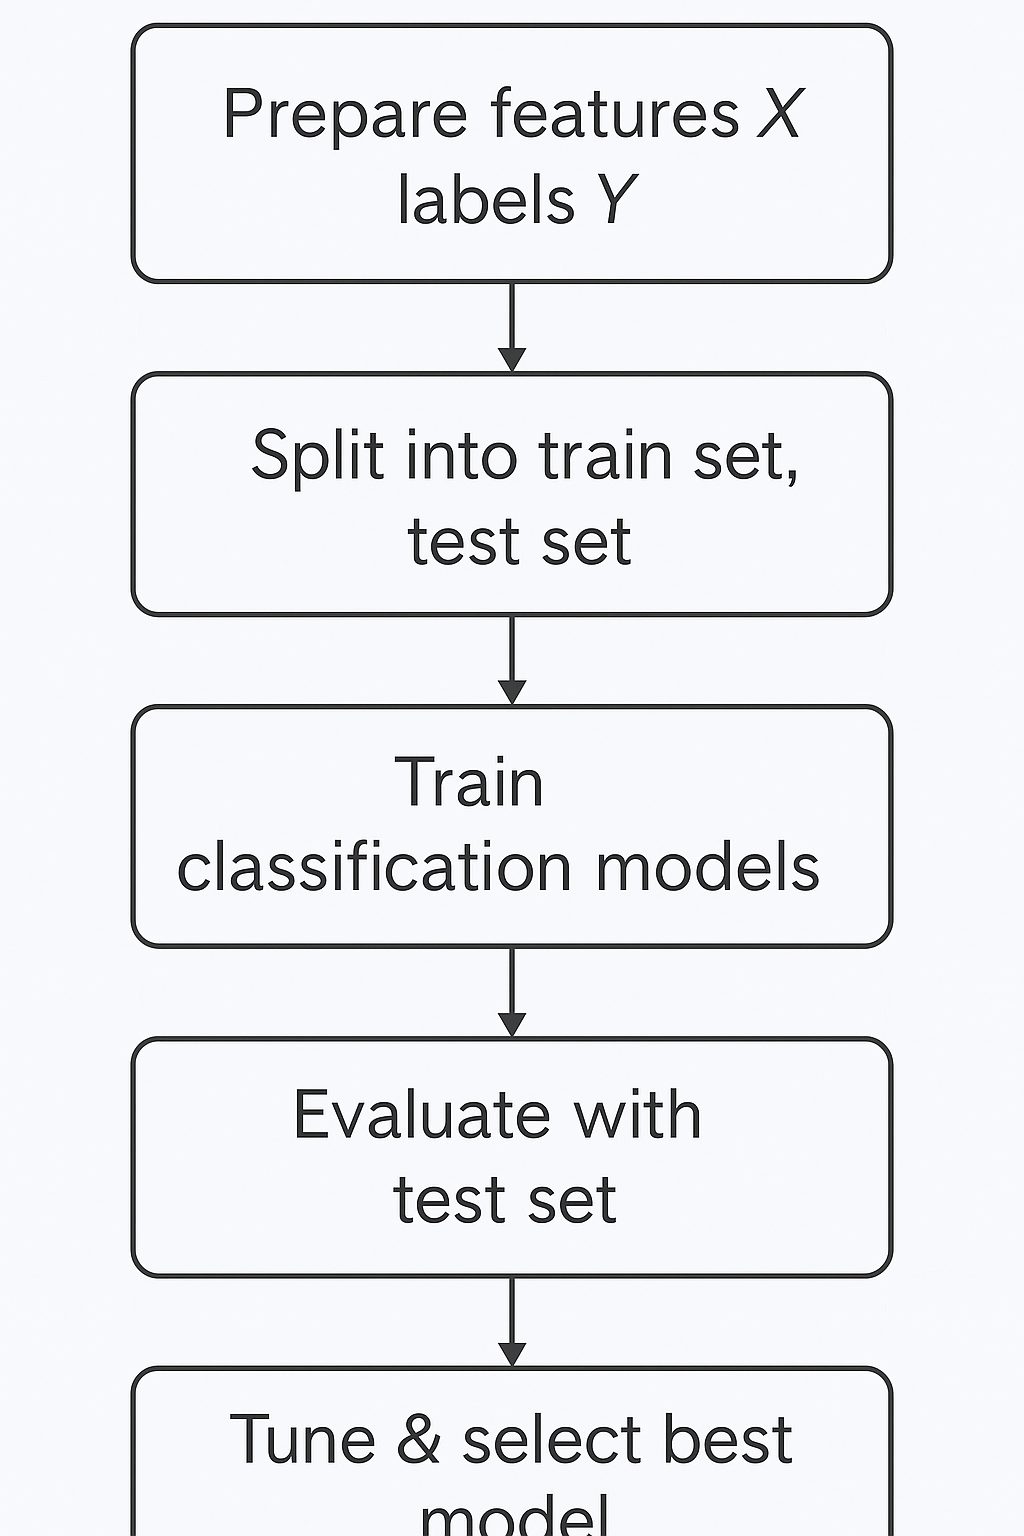 Prepare features X
labels Y
Split into train set,
test set
Train
classification models
Evaluate with
test set
Tune & select best
model